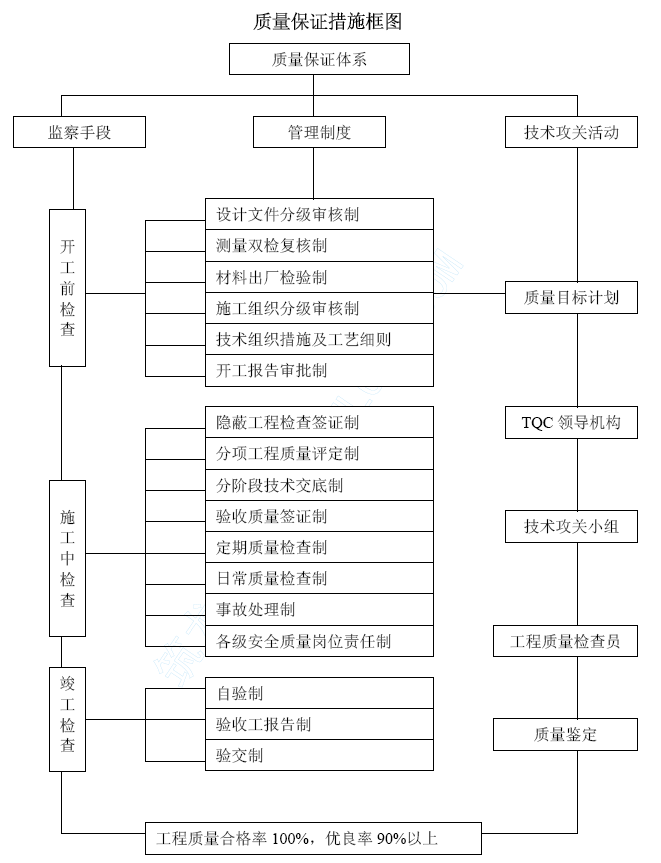 质量保证措施框图
质量保证体系
监察手段
管理制度
技术攻关活动
开工前检查
设计文件分级审核制
测量双检复核制
材料出厂检验制
施工组织分级审核制
技术组织措施及工艺细则
开工报告审批制
质量目标计划
隐蔽工程检查签证制
分项工程质量评定制
分阶段技术交底制
验收质量签证制
定期质量检查制
日常质量检查制
事故处理制
各级安全质量岗位责任制
施工中检查
TQC 领导机构
技术攻关小组
工程质量检查员
竣工检查
自验制
验收工报告制
验交制
质量鉴定
工程质量合格率 100%，优良率 90%以上